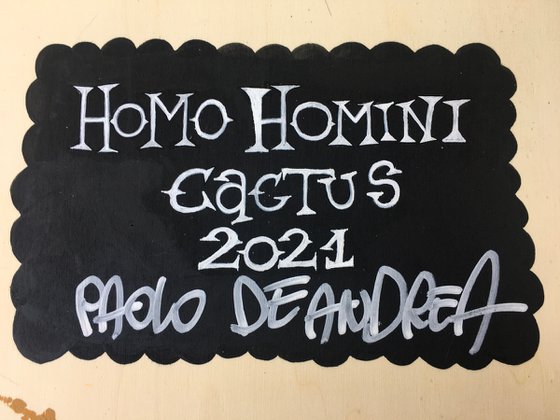 HOMO HOMINI
CACTUS
2021
PAOLO DEANDREA